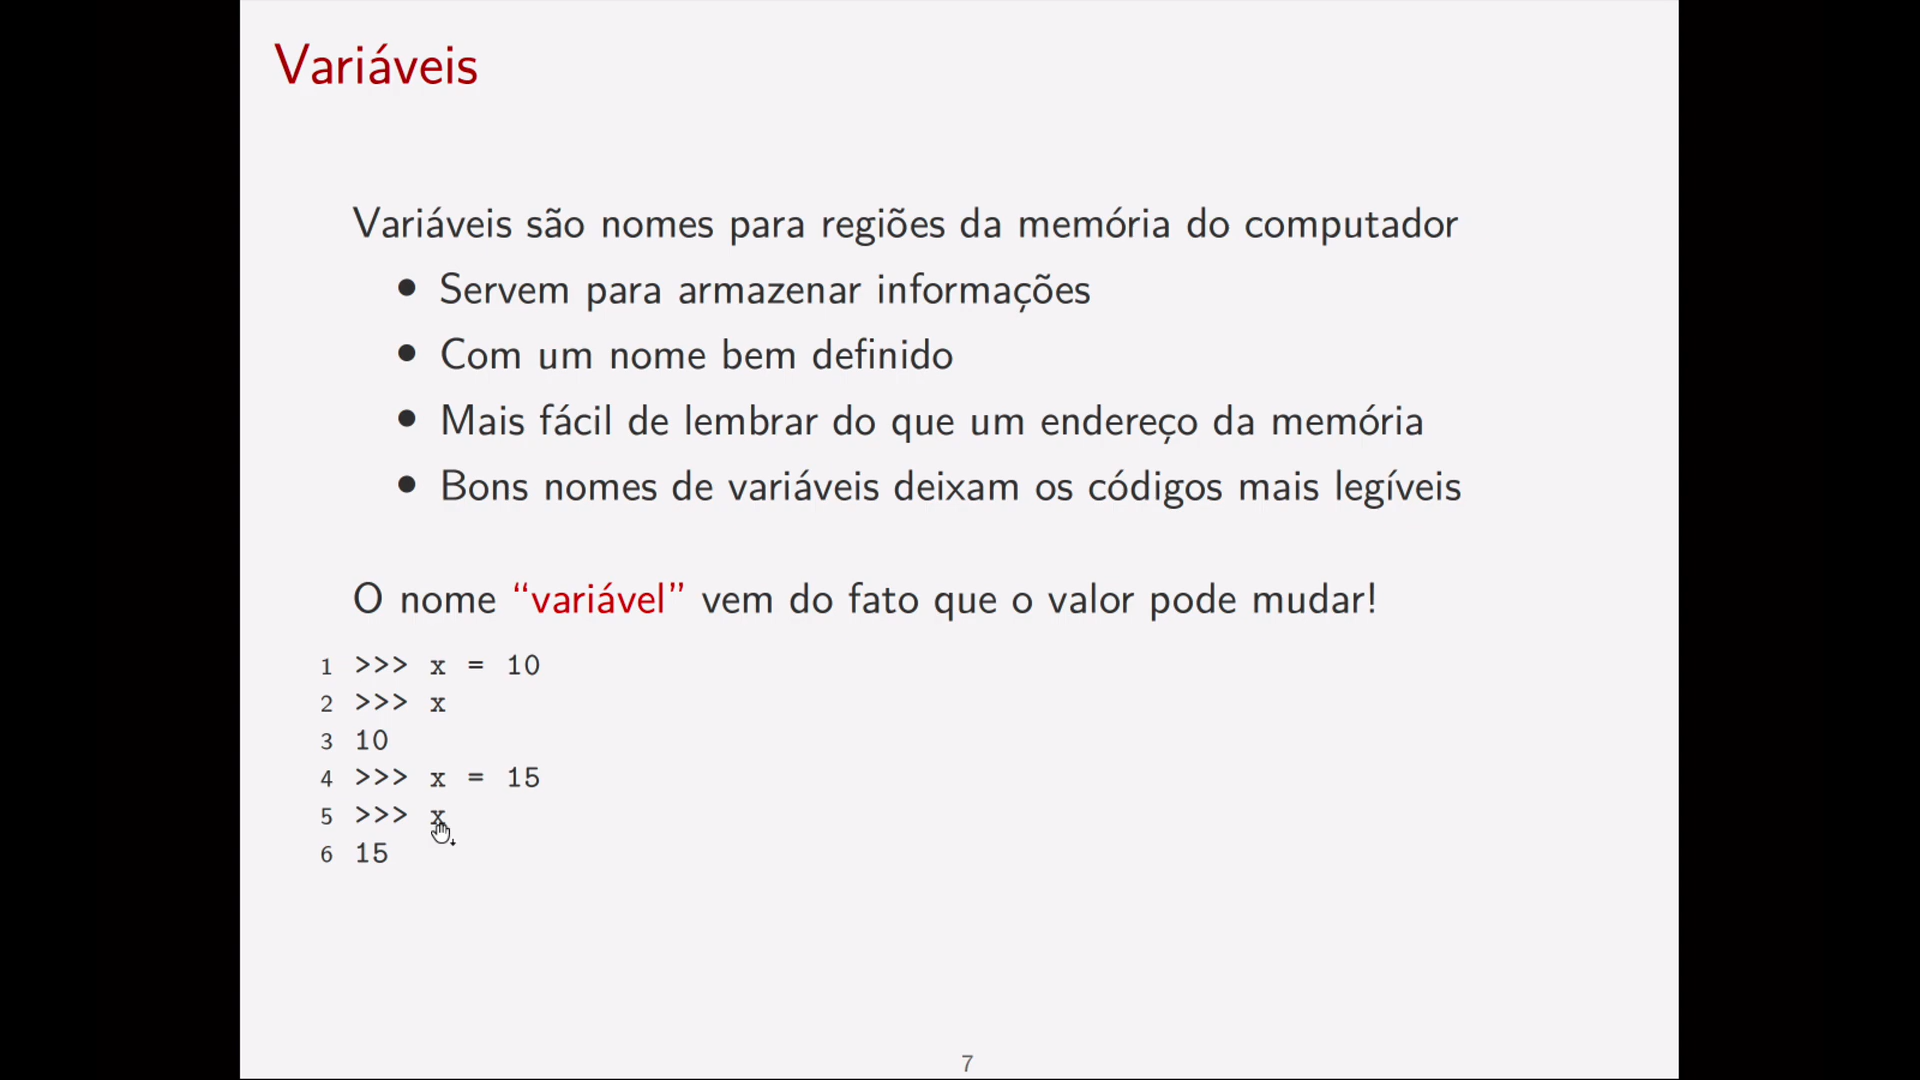 Variáveis
Variáveis são nomes para regiões da memória do computador
• Servem para armazenar informações
• Com um nome bem definido
• Mais fácil de lembrar do que um endereço da memória
• Bons nomes de variáveis deixam os códigos mais legíveis
O nome “variável” vem do fato que o valor pode mudar!
1 >>> x = 10
2 >>> x
3 10
4 >>> x = 15
5 >>> x
6 15
7